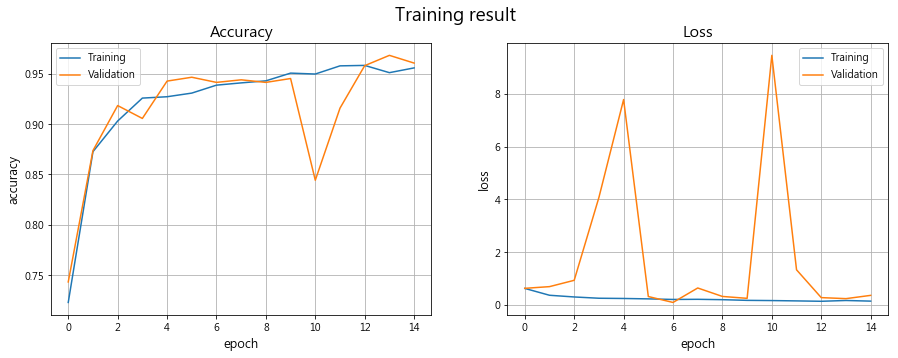 Training result
Accuracy
Training
Validation
0.95
0.90
0.85
0.80
0.75
accuracy
0 2 4 6 8 10 12 14
epoch
Loss
Training
Validation
8
6
4
2
0
loss
0 2 4 6 8 10 12 14
epoch